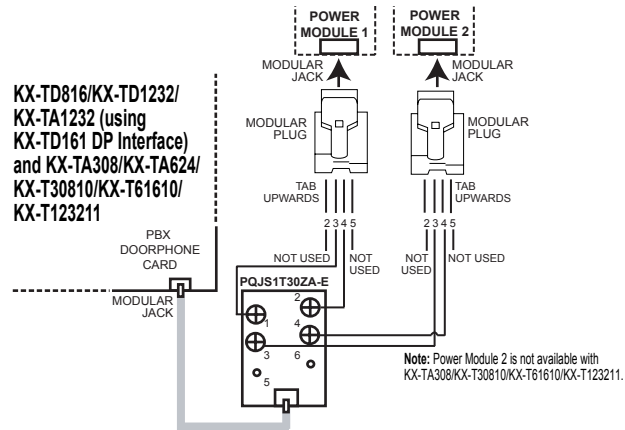 POWER
MODULE 1
POWER
MODULE 2
MODULAR
JACK
MODULAR
JACK
KX-TD816/KX-TD1232/
KX-TA1232 (using
KX-TD161 DP Interface)
and KX-TA308/KX-TA624/
KX-T30810/KX-T61610/
KX-T123211
MODULAR
PLUG
MODULAR
PLUG
TAB
UPWARDS
TAB
UPWARDS
2 3 4 5
2 3 4 5
PBX
DOORPHONE
CARD
NOT USED
NOT
USED
NOT
USED
NOT USED
PQJS1T30ZA-E
MODULAR
JACK
2
1
4
3
6
5
Note: Power Module 2 is not available with
KX-TA308/KX-T30810/KX-T61610/KX-T123211.